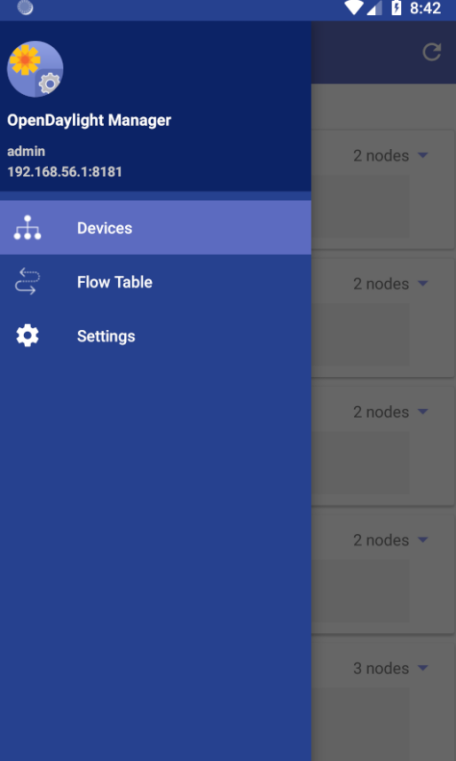 8:42
OpenDaylight Manager
admin
192.168.56.1:8181
Devices
Flow Table
Settings
2 nodes
2 nodes
2 nodes
2 nodes
3 nodes